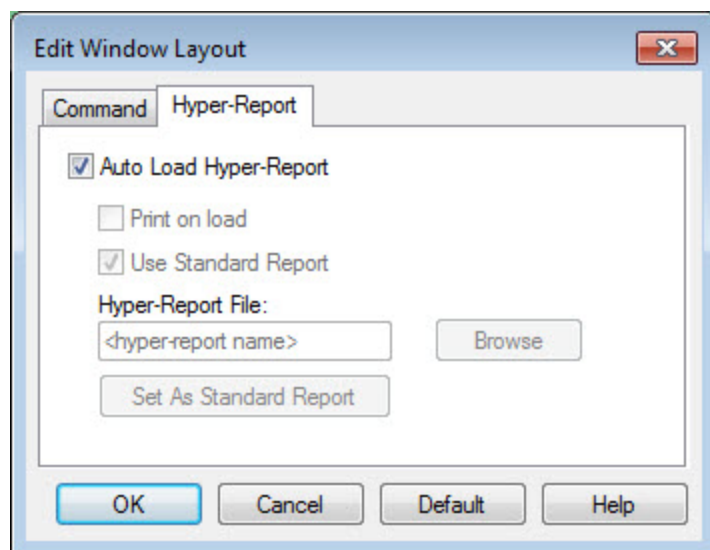 Edit Window Layout
Command Hyper-Report
Auto Load Hyper-Report
Print on load
Use Standard Report
Hyper-Report File:
<hyper-report name> Browse
Set As Standard Report
OK Cancel Default Help